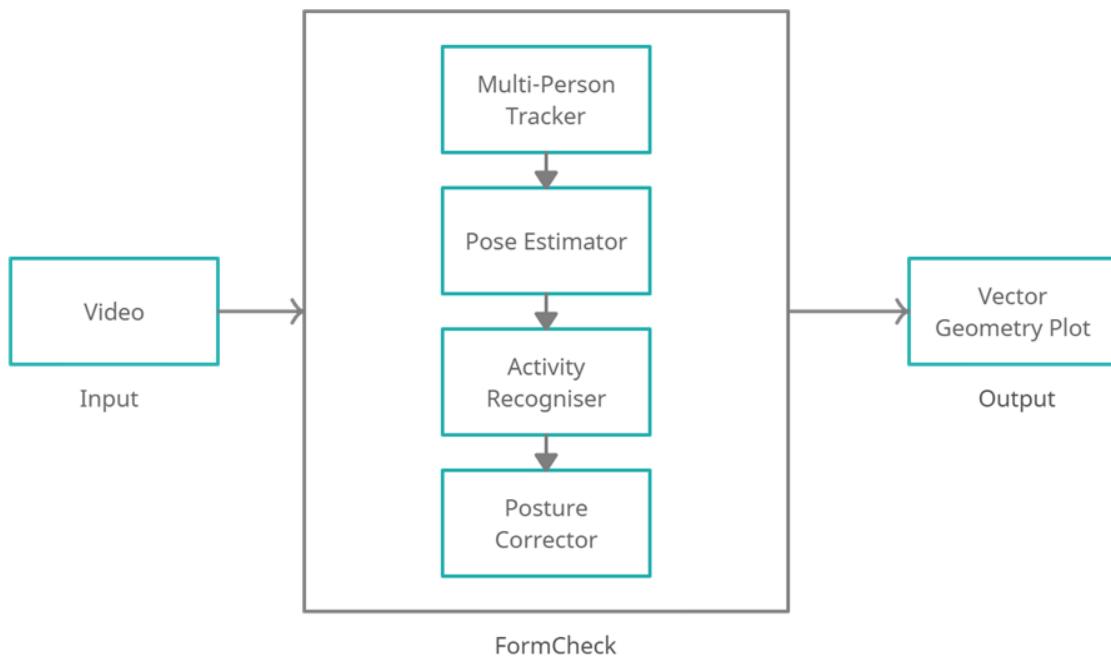 Multi-Person
Tracker
Pose Estimator
Video
Vector
Geometry Plot
Activity
Recogniser
Input
Output
Posture
Corrector
FormCheck